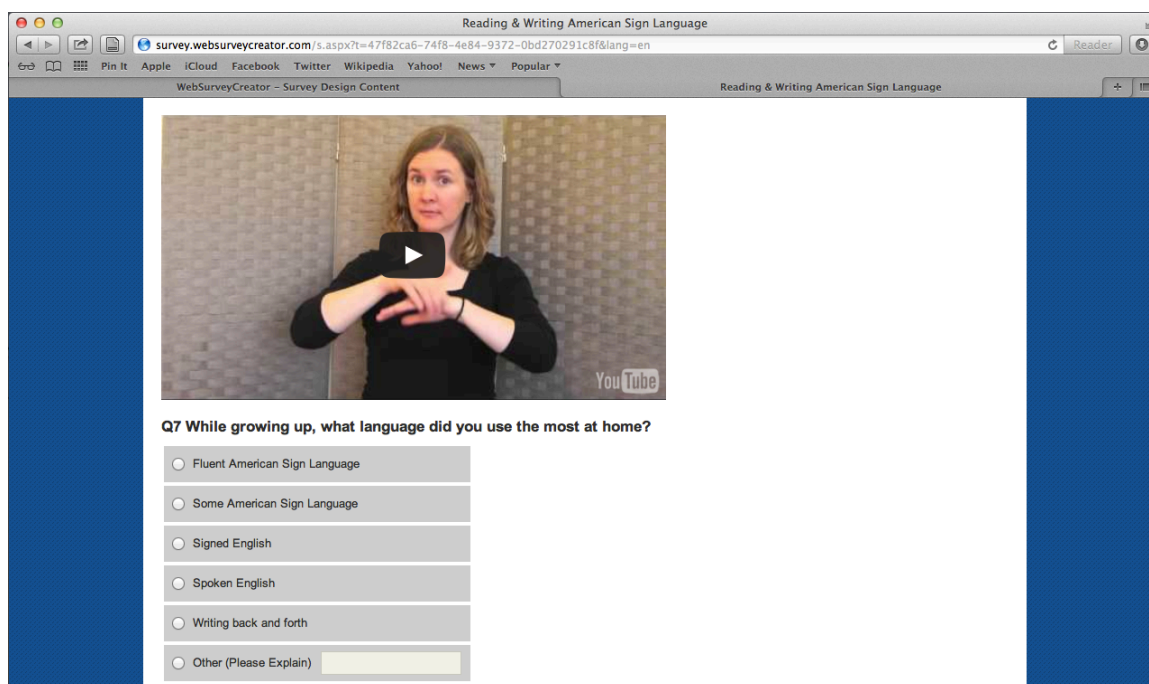 Reading & Writing American Sign Language
survey.websurveycreator.com/s.aspx?t=47f82ca6-74f8-4e84-9372-0bd270291c8f&lang=en
Reader
Pin It Apple iCloud Facebook Twitter Wikipedia Yahoo! News Popular
WebSurveyCreator – Survey Design Content
Reading & Writing American Sign Language
YouTube
Q7 While growing up, what language did you use the most at home?
Fluent American Sign Language
Some American Sign Language
Signed English
Spoken English
Writing back and forth
Other (Please Explain)